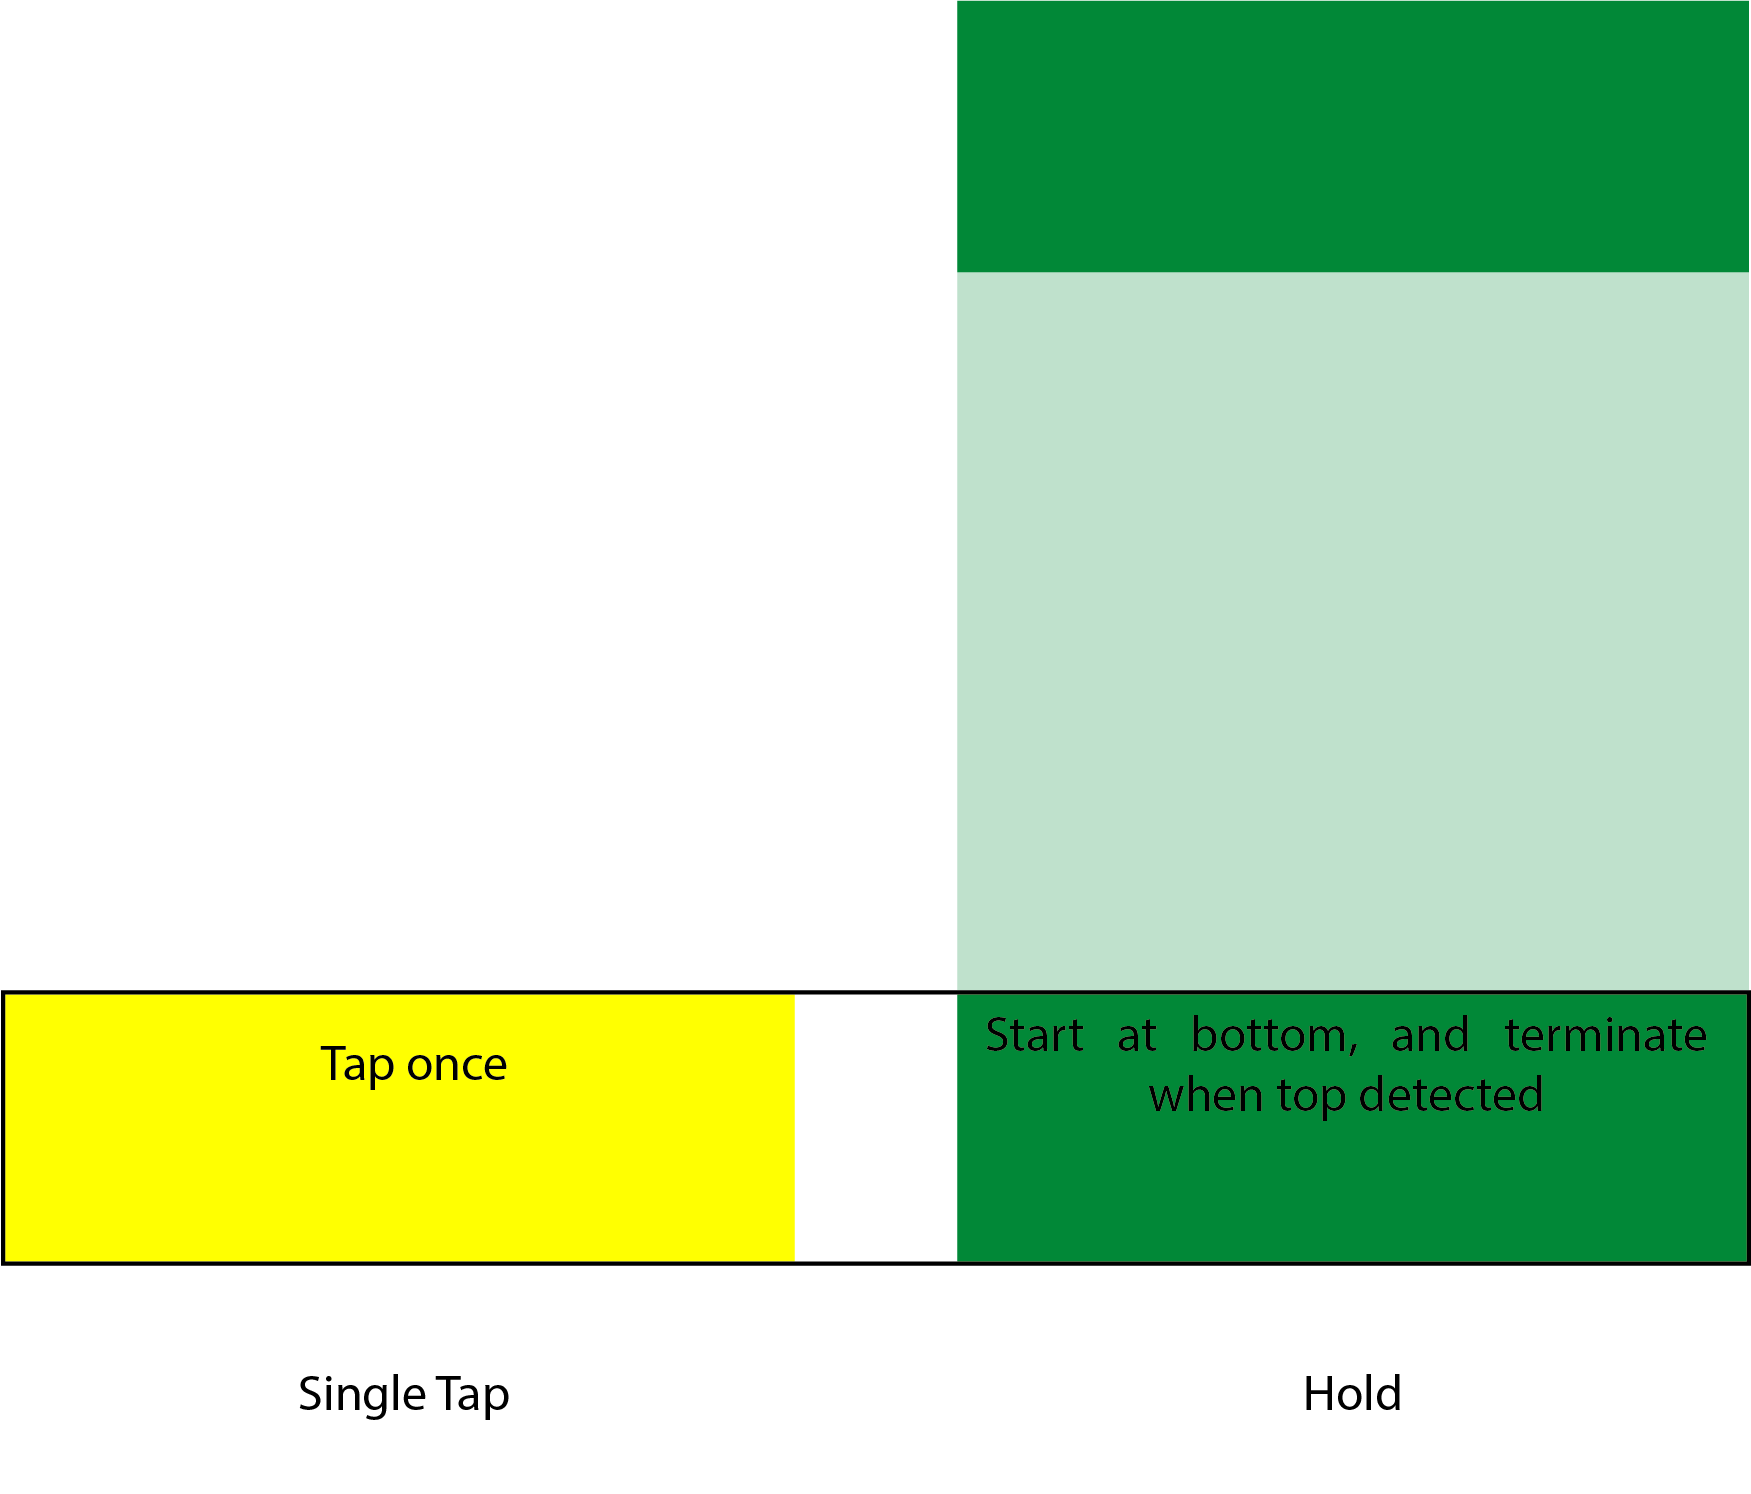 Tap once
Start at bottom, and terminate
when top detected
Single Tap
Hold